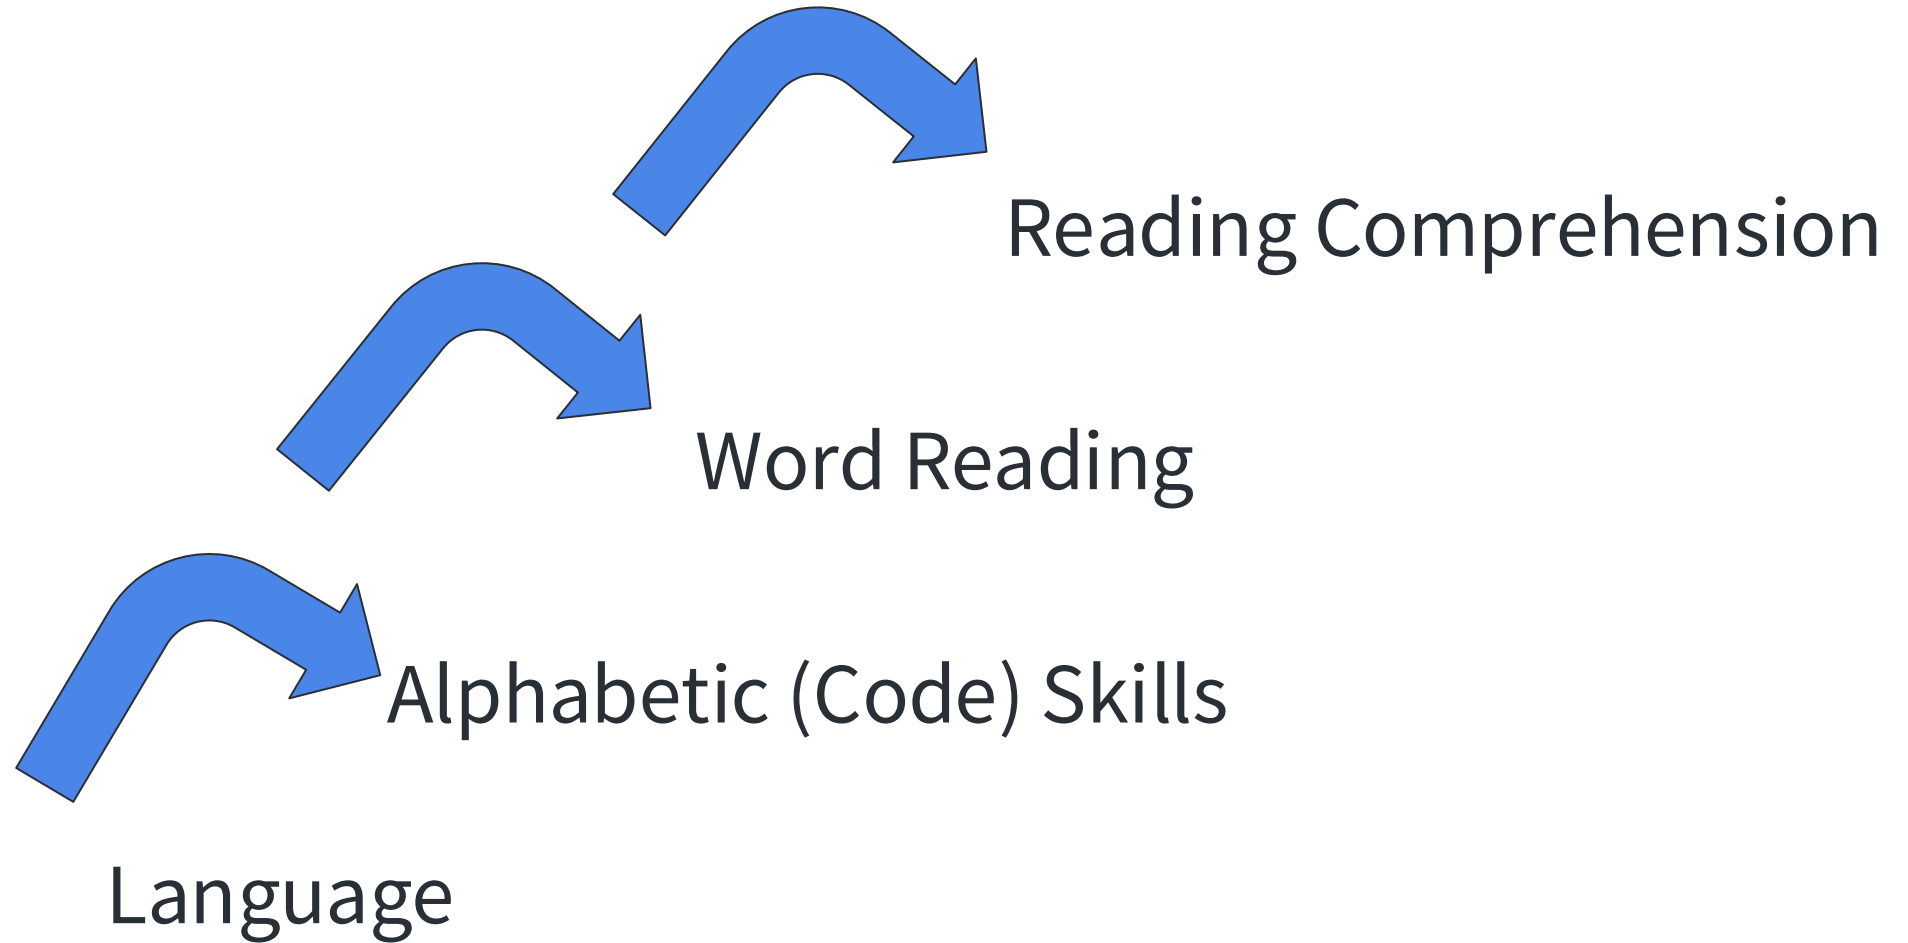 Reading Comprehension
Word Reading
Alphabetic (Code) Skills
Language